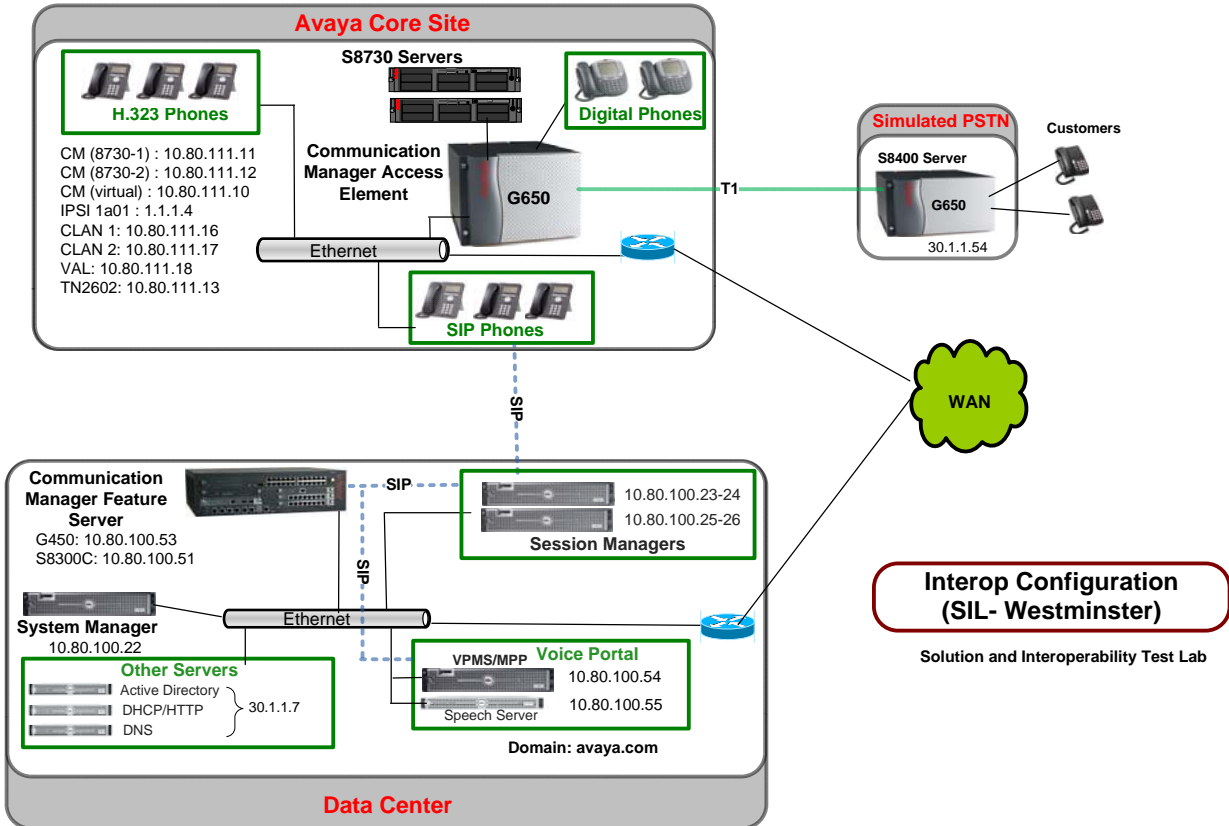 Avaya Core Site
H.323 Phones
S8730 Servers
Digital Phones
CM (8730-1) : 10.80.111.11
CM (8730-2) : 10.80.111.12
CM (virtual) : 10.80.111.10
IPSI 1a01 : 1.1.1.4
CLAN 1: 10.80.111.16
CLAN 2: 10.80.111.17
VAL: 10.80.111.18
TN2602: 10.80.111.13
Communication
Manager Access
Element
G650
Ethernet
SIP Phones
T1
Simulated PSTN
S8400 Server
G650
30.1.1.54
Customers
SIP
WAN
Communication
Manager Feature
Server
G450: 10.80.100.53
S8300C: 10.80.100.51
SIP
10.80.100.23-24
10.80.100.25-26
Session Managers
SIP
Ethernet
System Manager
10.80.100.22
Other Servers
Active Directory
DHCP/HTTP
DNS
30.1.1.7
Voice Portal
VPMS/MPP
10.80.100.54
10.80.100.55
Speech Server
Domain: avaya.com
Data Center
Interop Configuration
(SIL- Westminster)
Solution and Interoperability Test Lab